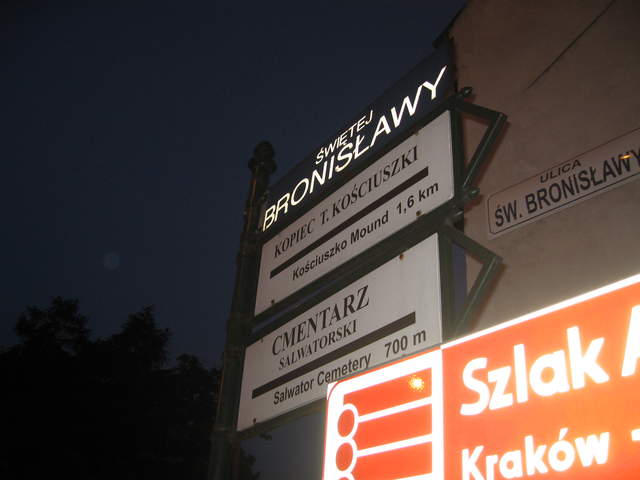 ŚWIĘTEJ
BRONISŁAWY
KOPIEC T. KOŚCIUSZKI
Kościuszko Mound 1,6 km
CMENTARZ
SALWATORSKI
Salwator Cemetery 700 m
ULICA
ŚW. BRONISŁAWY
Szlak
Kraków -